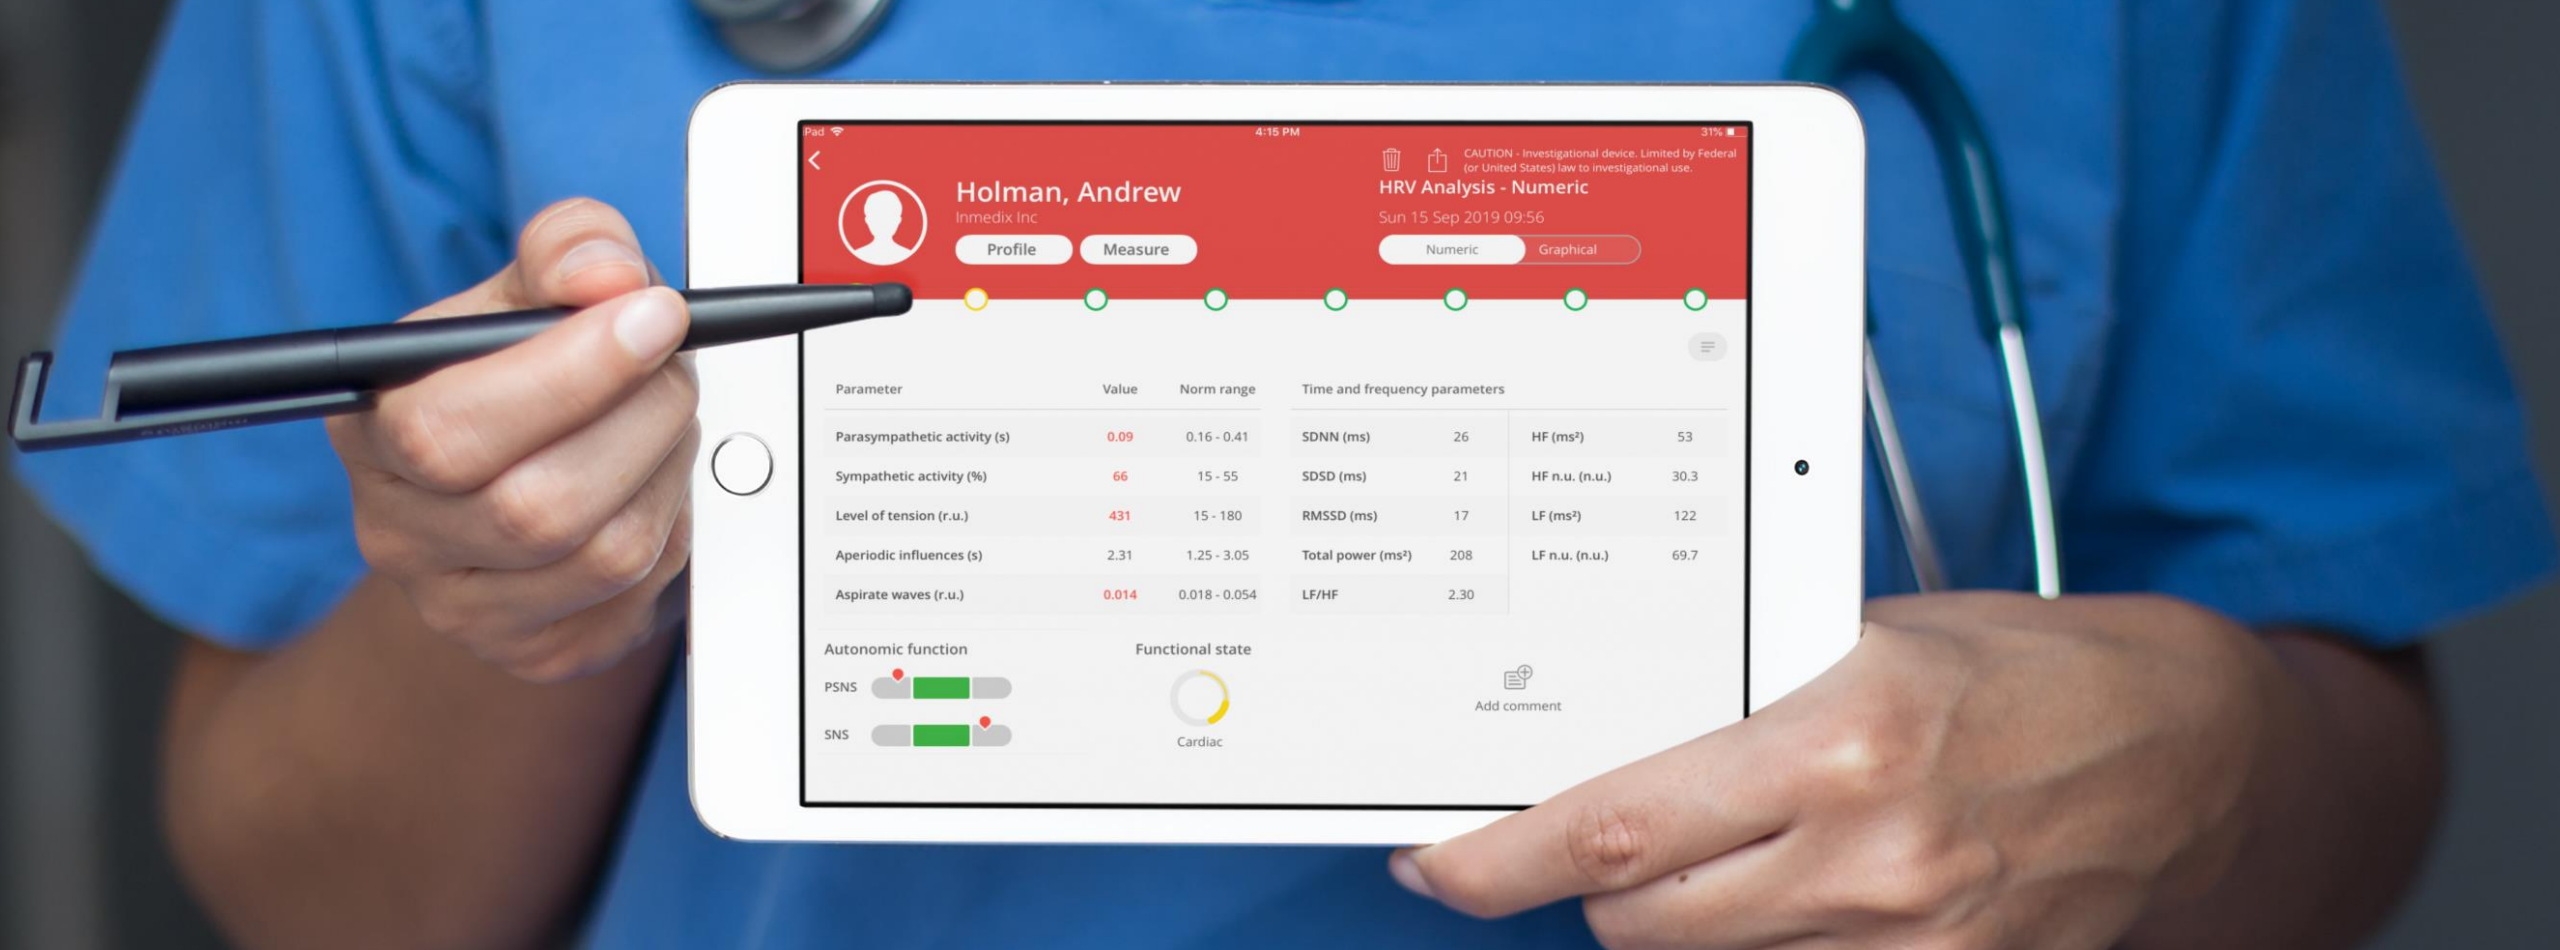 Pad
4:15 PM
31%
CAUTION - Investigational device. Limited by Federal
(or United States) law to investigational use.
Holman, Andrew
HRV Analysis - Numeric
Inmedix Inc
Sun 15 Sep 2019 09:56
Profile Measure
Numeric Graphical
Parameter Value Norm range
Parasympathetic activity (s) 0.09 0.16 - 0.41
Sympathetic activity (%) 66 15 - 55
Level of tension (r.u.) 431 15 - 180
Aperiodic influences (s) 2.31 1.25 - 3.05
Aspirate waves (r.u.) 0.014 0.018 - 0.054
Time and frequency parameters
SDNN (ms) 26 HF (ms²) 53
SDSD (ms) 21 HF n.u. (n.u.) 30.3
RMSSD (ms) 17 LF (ms²) 122
Total power (ms²) 208 LF n.u. (n.u.) 69.7
LF/HF 2.30
Autonomic function
PSNS
SNS
Functional state
Cardiac
Add comment